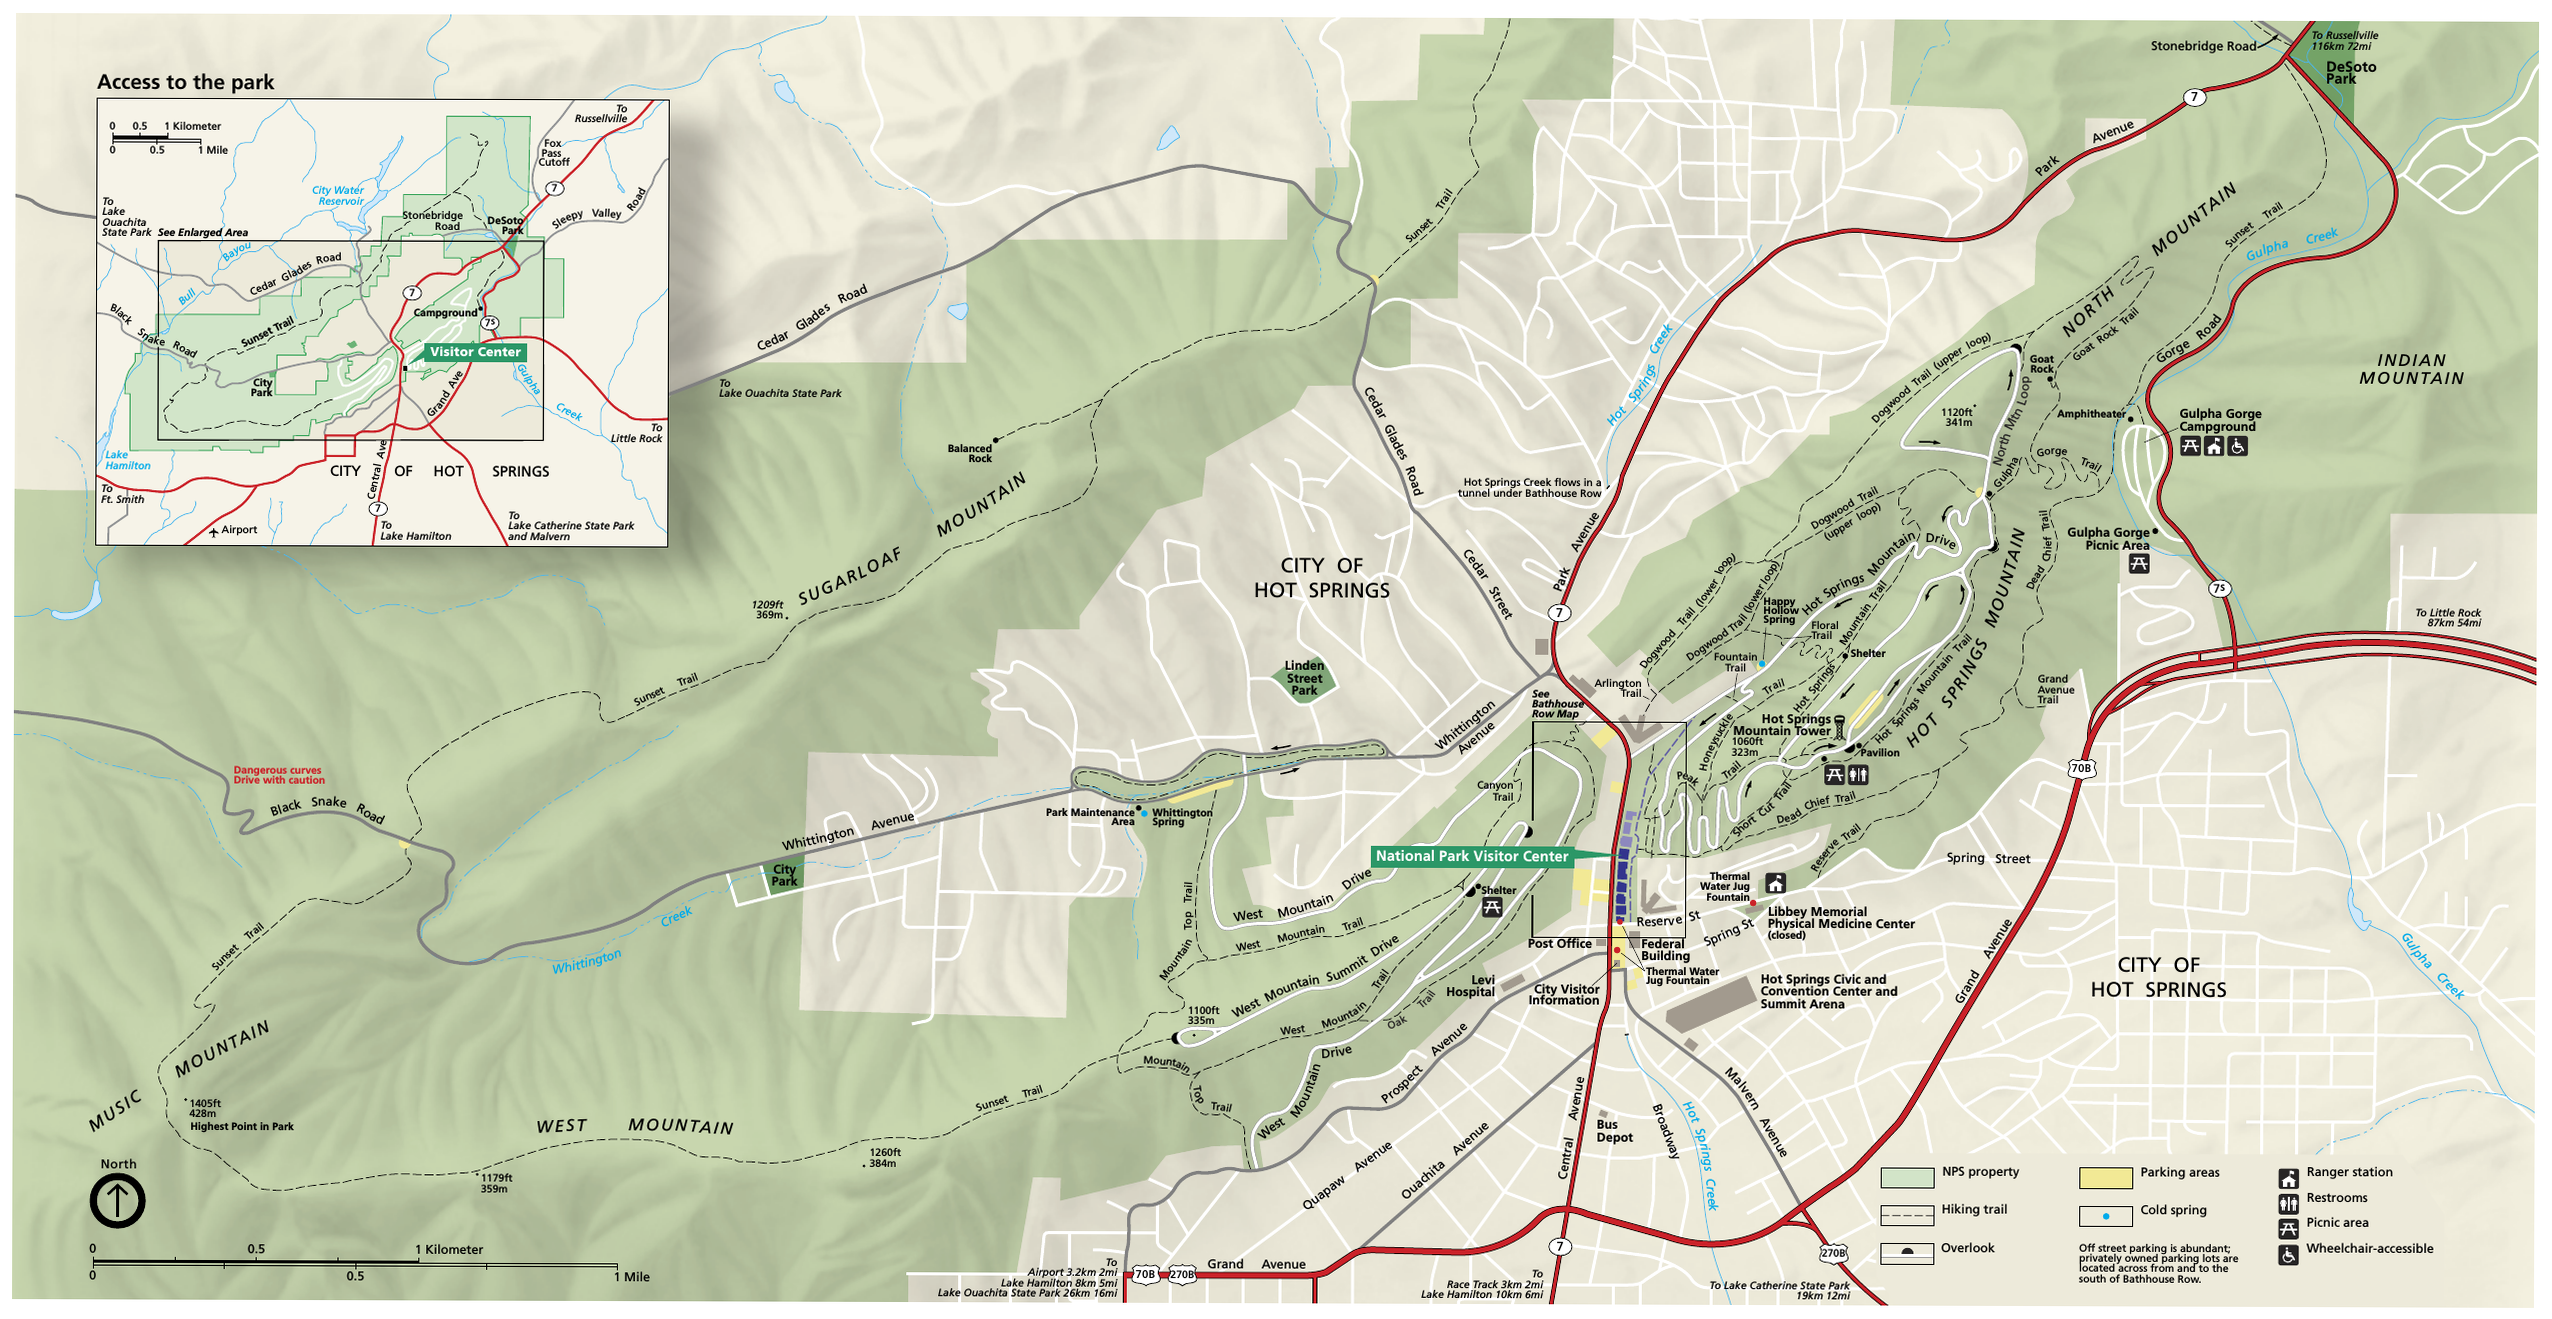 Access to the park
0 0.5 1 Kilometer
0 0.5 1 Mile
To
Russellville
Fox
Pass
Cutoff
7
City Water
Reservoir
Sleepy Valley Road
To
Lake
Ouachita
State Park
See Enlarged Area
Stonebridge
Road
DeSoto
Park
Bull Bayou
Cedar Glades Road
7
Black Snake Road
Sunset Trail
Campground
7S
Visitor Center
City
Park
Gulpha Creek
Grand Ave
To
Little Rock
Lake
Hamilton
CITY OF HOT SPRINGS
To
Ft. Smith
Central Ave
7
Airport
To
Lake Hamilton
To
Lake Catherine State Park
and Malvern
Stonebridge Road
To Russellville
116km 72mi
DeSoto
Park
7
Park Avenue
NORTH MOUNTAIN
Sunset Trail
Gulpha Creek
Sunset Trail
Cedar Glades Road
To
Lake Ouachita State Park
Hot Springs Creek
Gorge Road
Goat Rock Trail
Goat
Rock
Dogwood Trail (upper loop)
North Mtn Loop
1120ft
341m
INDIAN
MOUNTAIN
Amphitheater
Gulpha Gorge
Campground
Cedar Glades Road
Balanced
Rock
Gulpha Gorge Trail
Hot Springs Creek flows in a
tunnel under Bathhouse Row
Dogwood Trail
(upper loop)
SUGARLOAF MOUNTAIN
Park Avenue
Gulpha Gorge
Picnic Area
Dead Chief Trail
Hot Springs Mountain Drive
CITY OF
HOT SPRINGS
Cedar Street
7
7S
1209ft
369m
Dogwood Trail (lower loop)
Dogwood Trail (lower loop)
Happy
Hollow
Spring
Floral
Trail
Hot Springs Mountain Trail
Shelter
Fountain
Trail
HOT SPRINGS MOUNTAIN
To Little Rock
87km 54mi
Linden
Street
Park
Arlington
Trail
Grand
Avenue
Trail
Sunset Trail
See
Bathhouse
Row Map
Whittington
Avenue
Honeysuckle Trail
Hot Springs
Mountain Tower
1060ft
323m
Hot Springs Mountain Trail
Pavilion
70B
Dangerous curves
Drive with caution
Black Snake Road
Canyon
Trail
Peak Trail
Short Cut Trail
Dead Chief Trail
Park Maintenance
Area
Whittington
Spring
Whittington Avenue
Reserve Trail
National Park Visitor Center
Spring Street
City
Park
West Mountain Drive
Shelter
Thermal
Water Jug
Fountain
Libbey Memorial
Physical Medicine Center
(closed)
Whittington Creek
Mountain Top Trail
West Mountain Trail
Reserve St
Spring St
Sunset Trail
Post Office
Federal
Building
Thermal Water
Jug Fountain
West Mountain Summit Drive
Levi
Hospital
City Visitor
Information
Hot Springs Civic and
Convention Center and
Summit Arena
Grand Avenue
CITY OF
HOT SPRINGS
Gulpha Creek
1100ft
335m
West Mountain Trail
Oak Trail
MUSIC MOUNTAIN
Mountain Top Trail
West Mountain Drive
Prospect Avenue
Sunset Trail
1405ft
428m
Highest Point in Park
WEST MOUNTAIN
1260ft
384m
1179ft
359m
Quapaw Avenue
Ouachita Avenue
Central Avenue
Bus
Depot
Broadway
Hot Springs Creek
Malvern Avenue
North
0 0.5 1 Kilometer
0 0.5 1 Mile
To
Airport 3.2km 2mi
Lake Hamilton 8km 5mi
Lake Ouachita State Park 26km 16mi
70B
270B
Grand Avenue
7
To
Race Track 3km 2mi
Lake Hamilton 10km 6mi
270B
To Lake Catherine State Park
19km 12mi
NPS property
Hiking trail
Overlook
Parking areas
Cold spring
Off street parking is abundant;
privately owned parking lots are
located across from and to the
south of Bathhouse Row.
Ranger station
Restrooms
Picnic area
Wheelchair-accessible